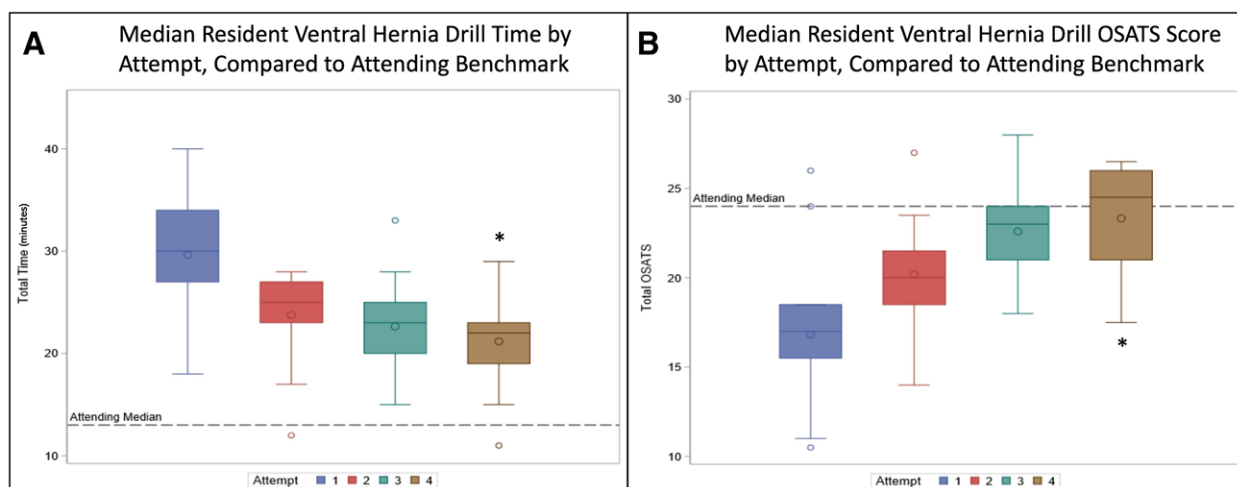 A
Median Resident Ventral Hernia Drill Time by
Attempt, Compared to Attending Benchmark
Total Time (minutes)
40
30
20
10
*
Attending Median
Attempt 1 2 3 4
B
Median Resident Ventral Hernia Drill OSATS Score
by Attempt, Compared to Attending Benchmark
Total OSATS
30
25
20
15
10
Attending Median
*
Attempt 1 2 3 4